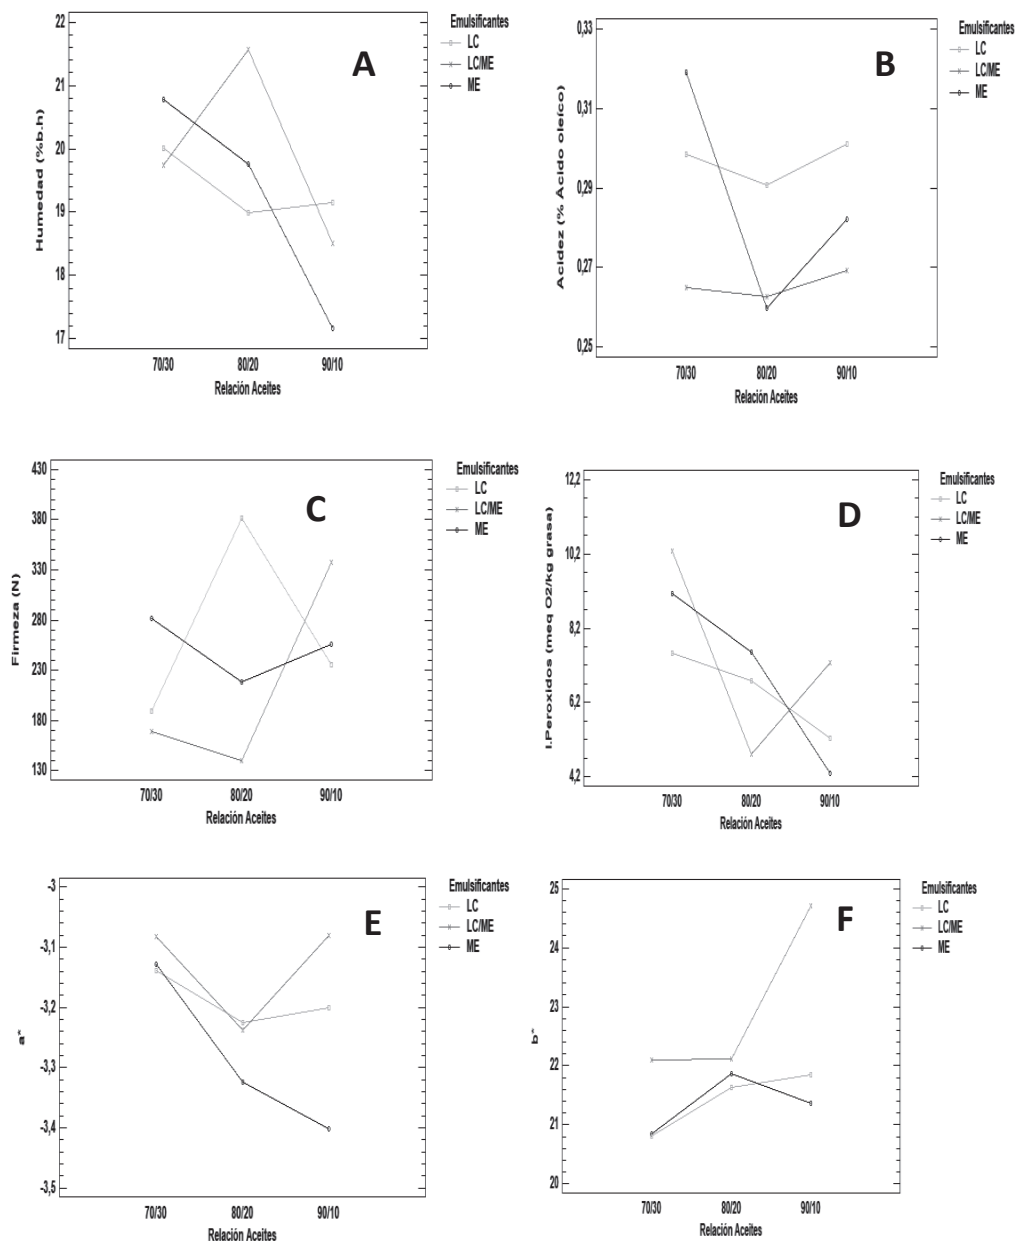 22
21
20
19
18
17
Humedad (%b.h)
70/30 80/20 90/10
Relación Aceites
Emulsificantes
LC
LC/ME
ME
A
0,33
0,31
0,29
0,27
0,25
Acidez (% Ácido oleíco)
70/30 80/20 90/10
Relación Aceites
Emulsificantes
LC
LC/ME
ME
B
430
380
330
280
230
180
130
Firmeza (N)
70/30 80/20 90/10
Relación Aceites
Emulsificantes
LC
LC/ME
ME
C
12,2
10,2
8,2
6,2
4,2
I.Peroxidos (meq O2/kg grasa)
70/30 80/20 90/10
Relación Aceites
Emulsificantes
LC
LC/ME
ME
D
-3
-3,1
-3,2
-3,3
-3,4
-3,5
a*
70/30 80/20 90/10
Relación Aceites
Emulsificantes
LC
LC/ME
ME
E
25
24
23
22
21
20
b*
70/30 80/20 90/10
Relación Aceites
Emulsificantes
LC
LC/ME
ME
F